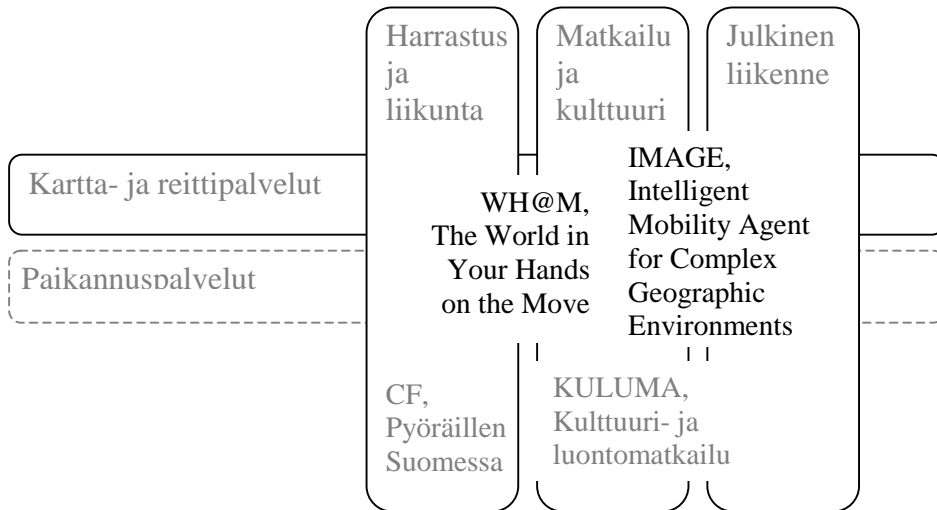 Harrastus
ja
liikunta
Matkailu
ja
kulttuuri
Julkinen
liikenne
Kartta- ja reittipalvelut
Paikannuspalvelut
WH@M,
The World in
Your Hands
on the Move
IMAGE,
Intelligent
Mobility Agent
for Complex
Geographic
Environments
CF,
Pyöräillen
Suomessa
KULUMA,
Kulttuuri- ja
luontomatkailu